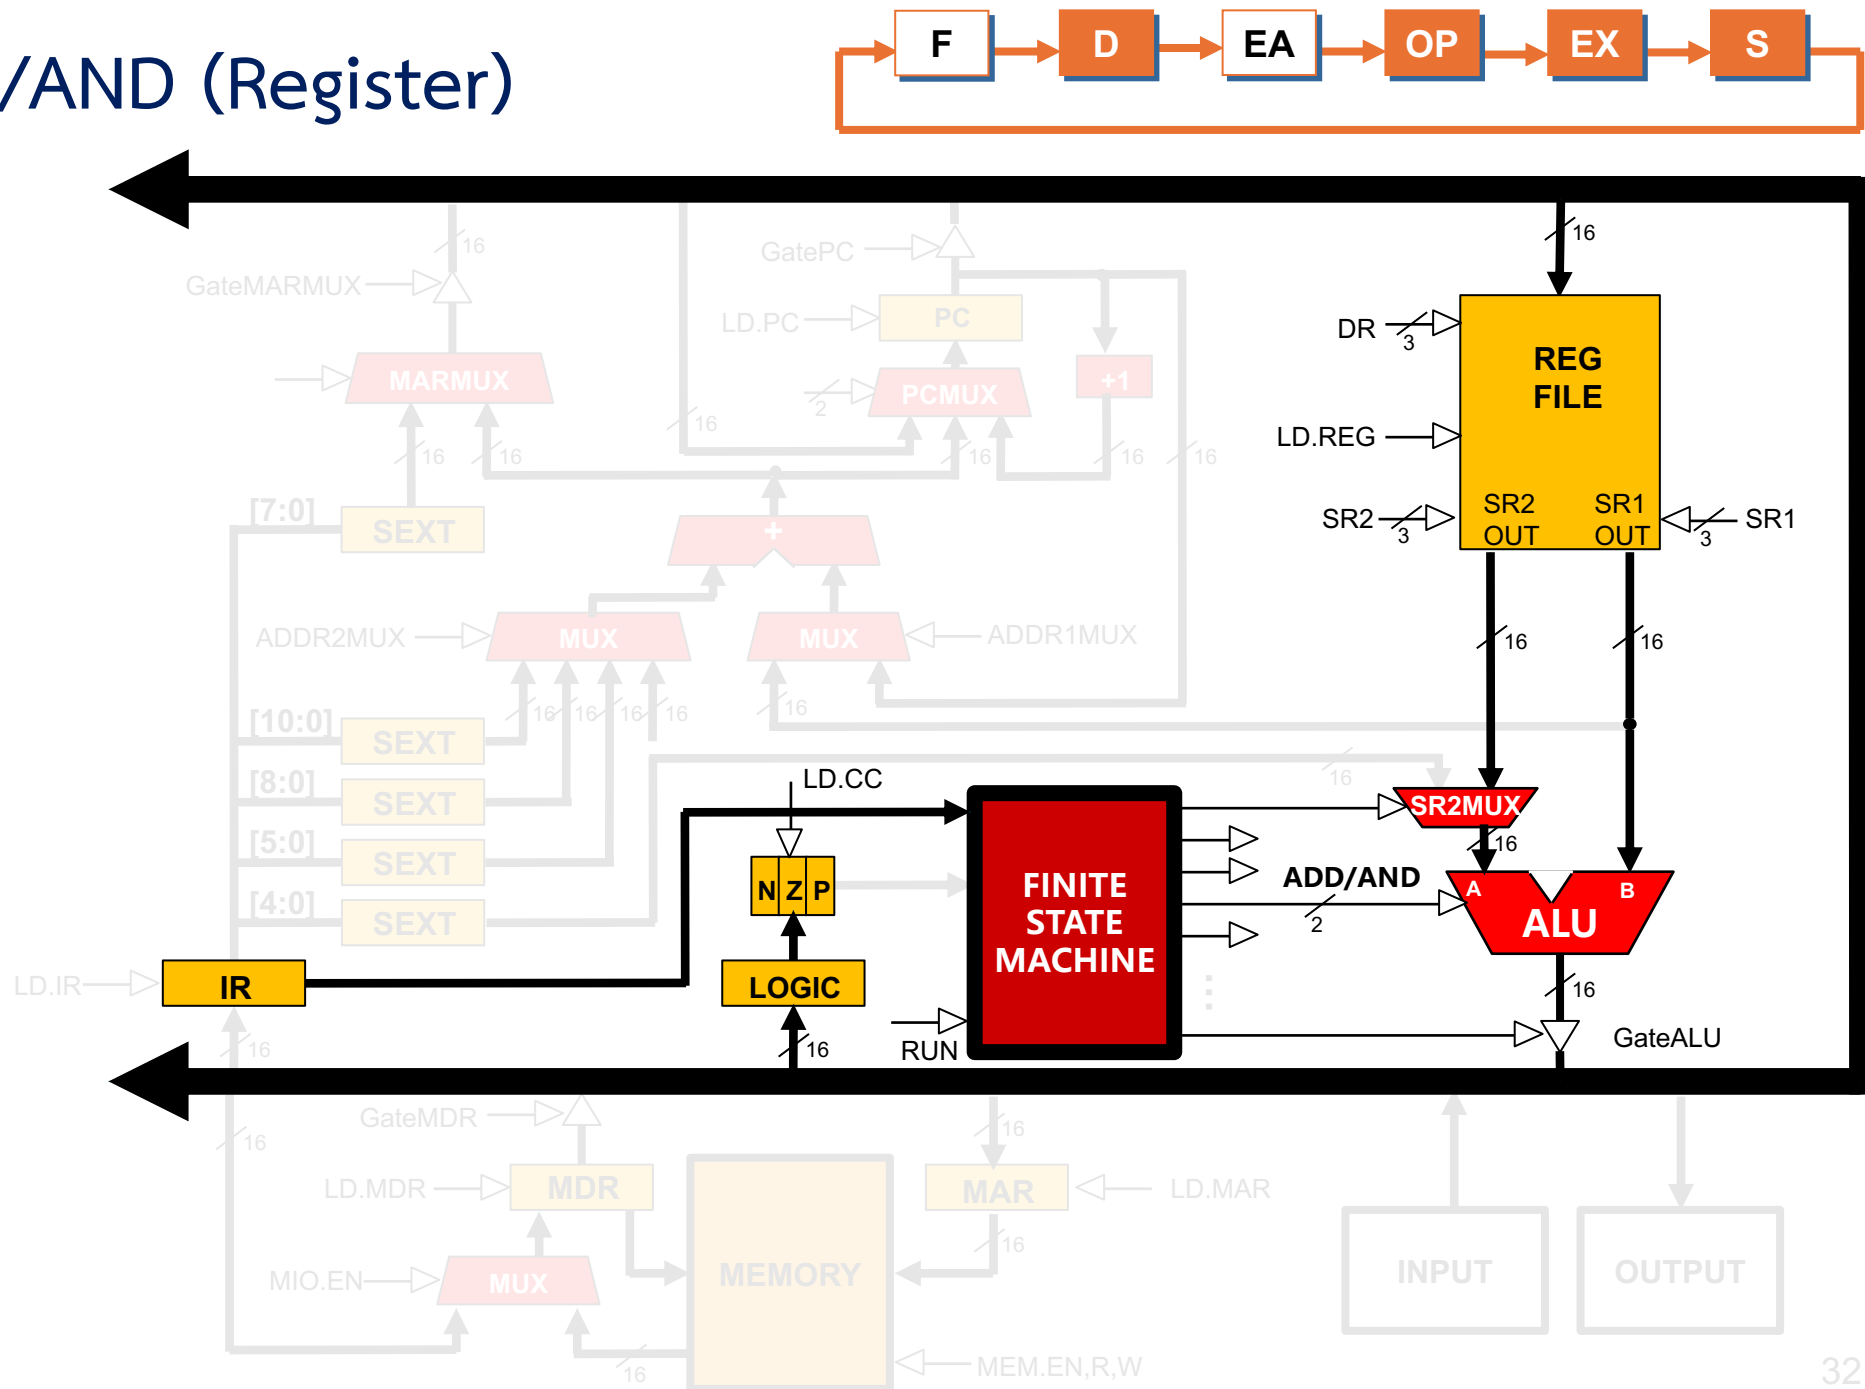 /AND (Register)
F D EA OP EX S
16
16
GateMARMUX
GatePC
16
LD.PC
PC
DR
3
REG
FILE
MARMUX
2
PCMUX
+1
16
LD.REG
16
16
16
16
16
[7:0]
SEXT
+
SR2
3
SR2
OUT
SR1
OUT
3
SR1
ADDR2MUX
MUX
MUX
ADDR1MUX
16
16
16
16
16
16
16
[10:0]
SEXT
LD.CC
16
[8:0]
SEXT
SR2MUX
16
[5:0]
SEXT
N Z P
FINITE
STATE
MACHINE
ADD/AND
2
A
B
ALU
[4:0]
SEXT
LD.IR
IR
LOGIC
16
...
16
16
RUN
GateALU
GateMDR
16
16
LD.MDR
MDR
MAR
LD.MAR
16
MIO.EN
MUX
MEMORY
INPUT
OUTPUT
16
MEM.EN,R,W
32